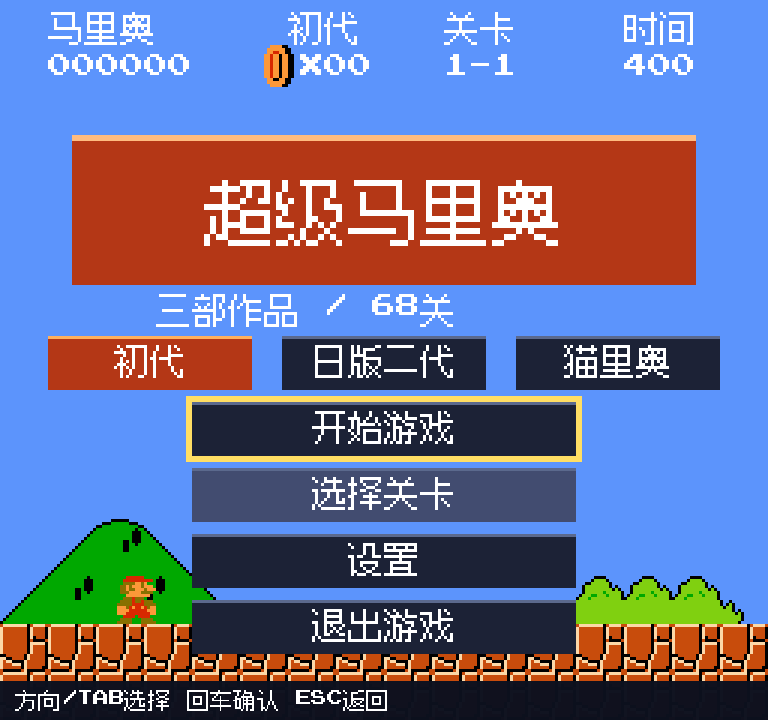 马里奥 初代 关卡 时间
000000 ×00 1-1 400
超级马里奥
三部作品 / 68关
初代 日版二代 猫里奥
开始游戏
选择关卡
设置
退出游戏
方向/TAB选择 回车确认 ESC返回